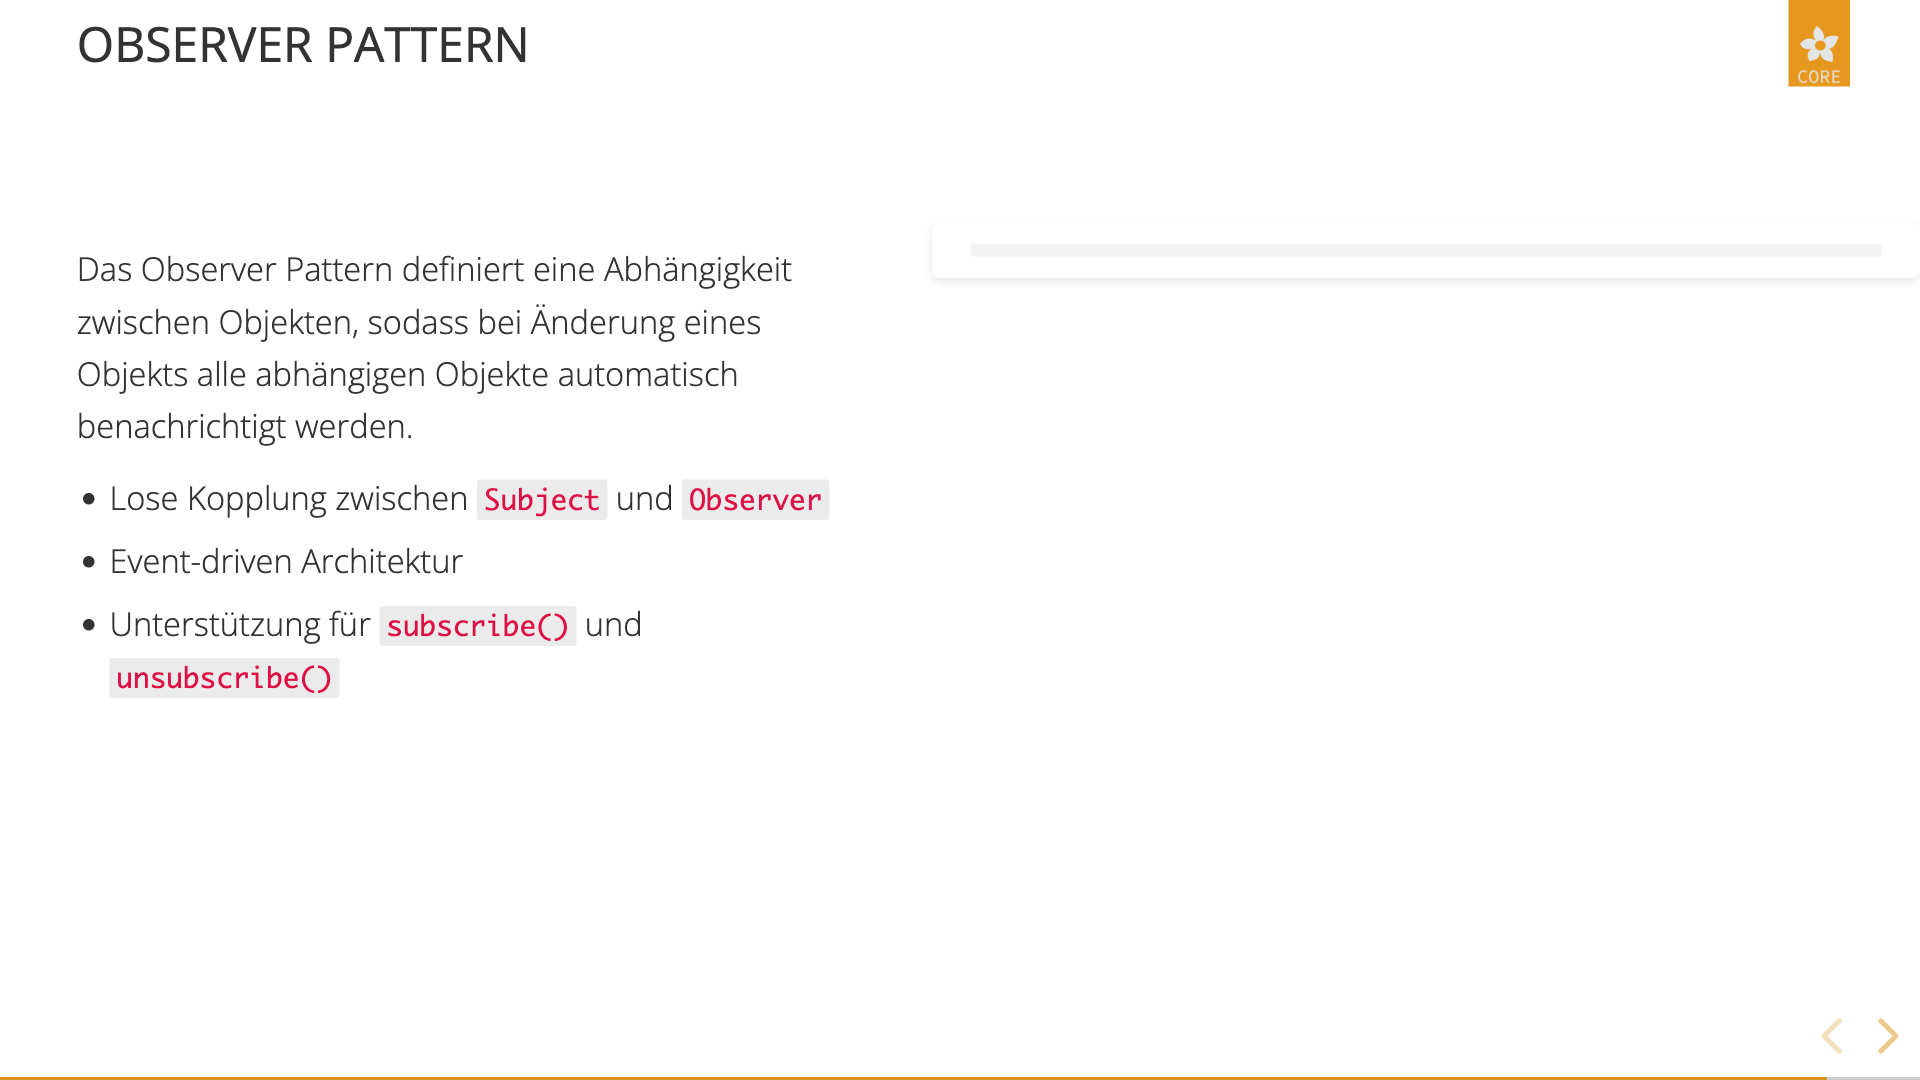 OBSERVER PATTERN
CORE
Das Observer Pattern definiert eine Abhängigkeit
zwischen Objekten, sodass bei Änderung eines
Objekts alle abhängigen Objekte automatisch
benachrichtigt werden.
• Lose Kopplung zwischen Subject und Observer
• Event-driven Architektur
• Unterstützung für subscribe() und
unsubscribe()